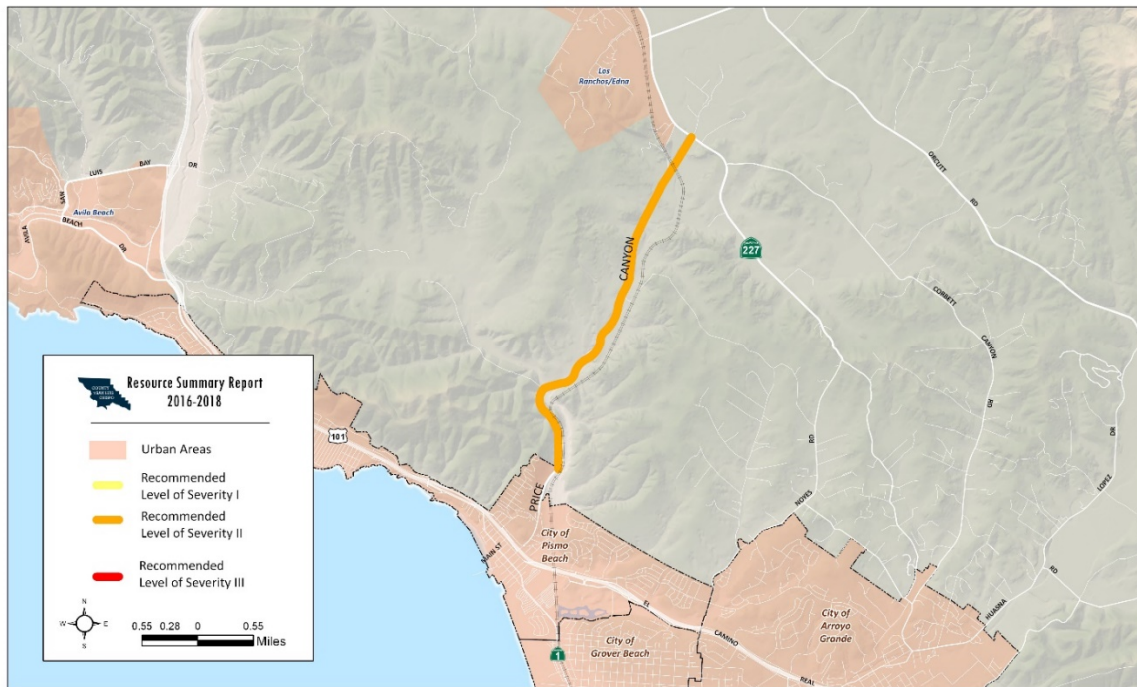 Los
Ranchos/Edna
ORCUTT
RD
LUIS
BAY
DR
AVE
Avila Beach
BEACH
DR
AVILA
CANYON
227
CORBETT
CANYON
RD
RD
DR
LOPEZ
NOYES
RD
HUASNA
101
PRICE
City of
Pismo
Beach
MAIN ST
EL
CAMINO
REAL
City of
Arroyo
Grande
City of
Grover Beach
1
Resource Summary Report
2016-2018
Urban Areas
Recommended
Level of Severity I
Recommended
Level of Severity II
Recommended
Level of Severity III
N
W
E
S
0.55 0.28 0 0.55
Miles